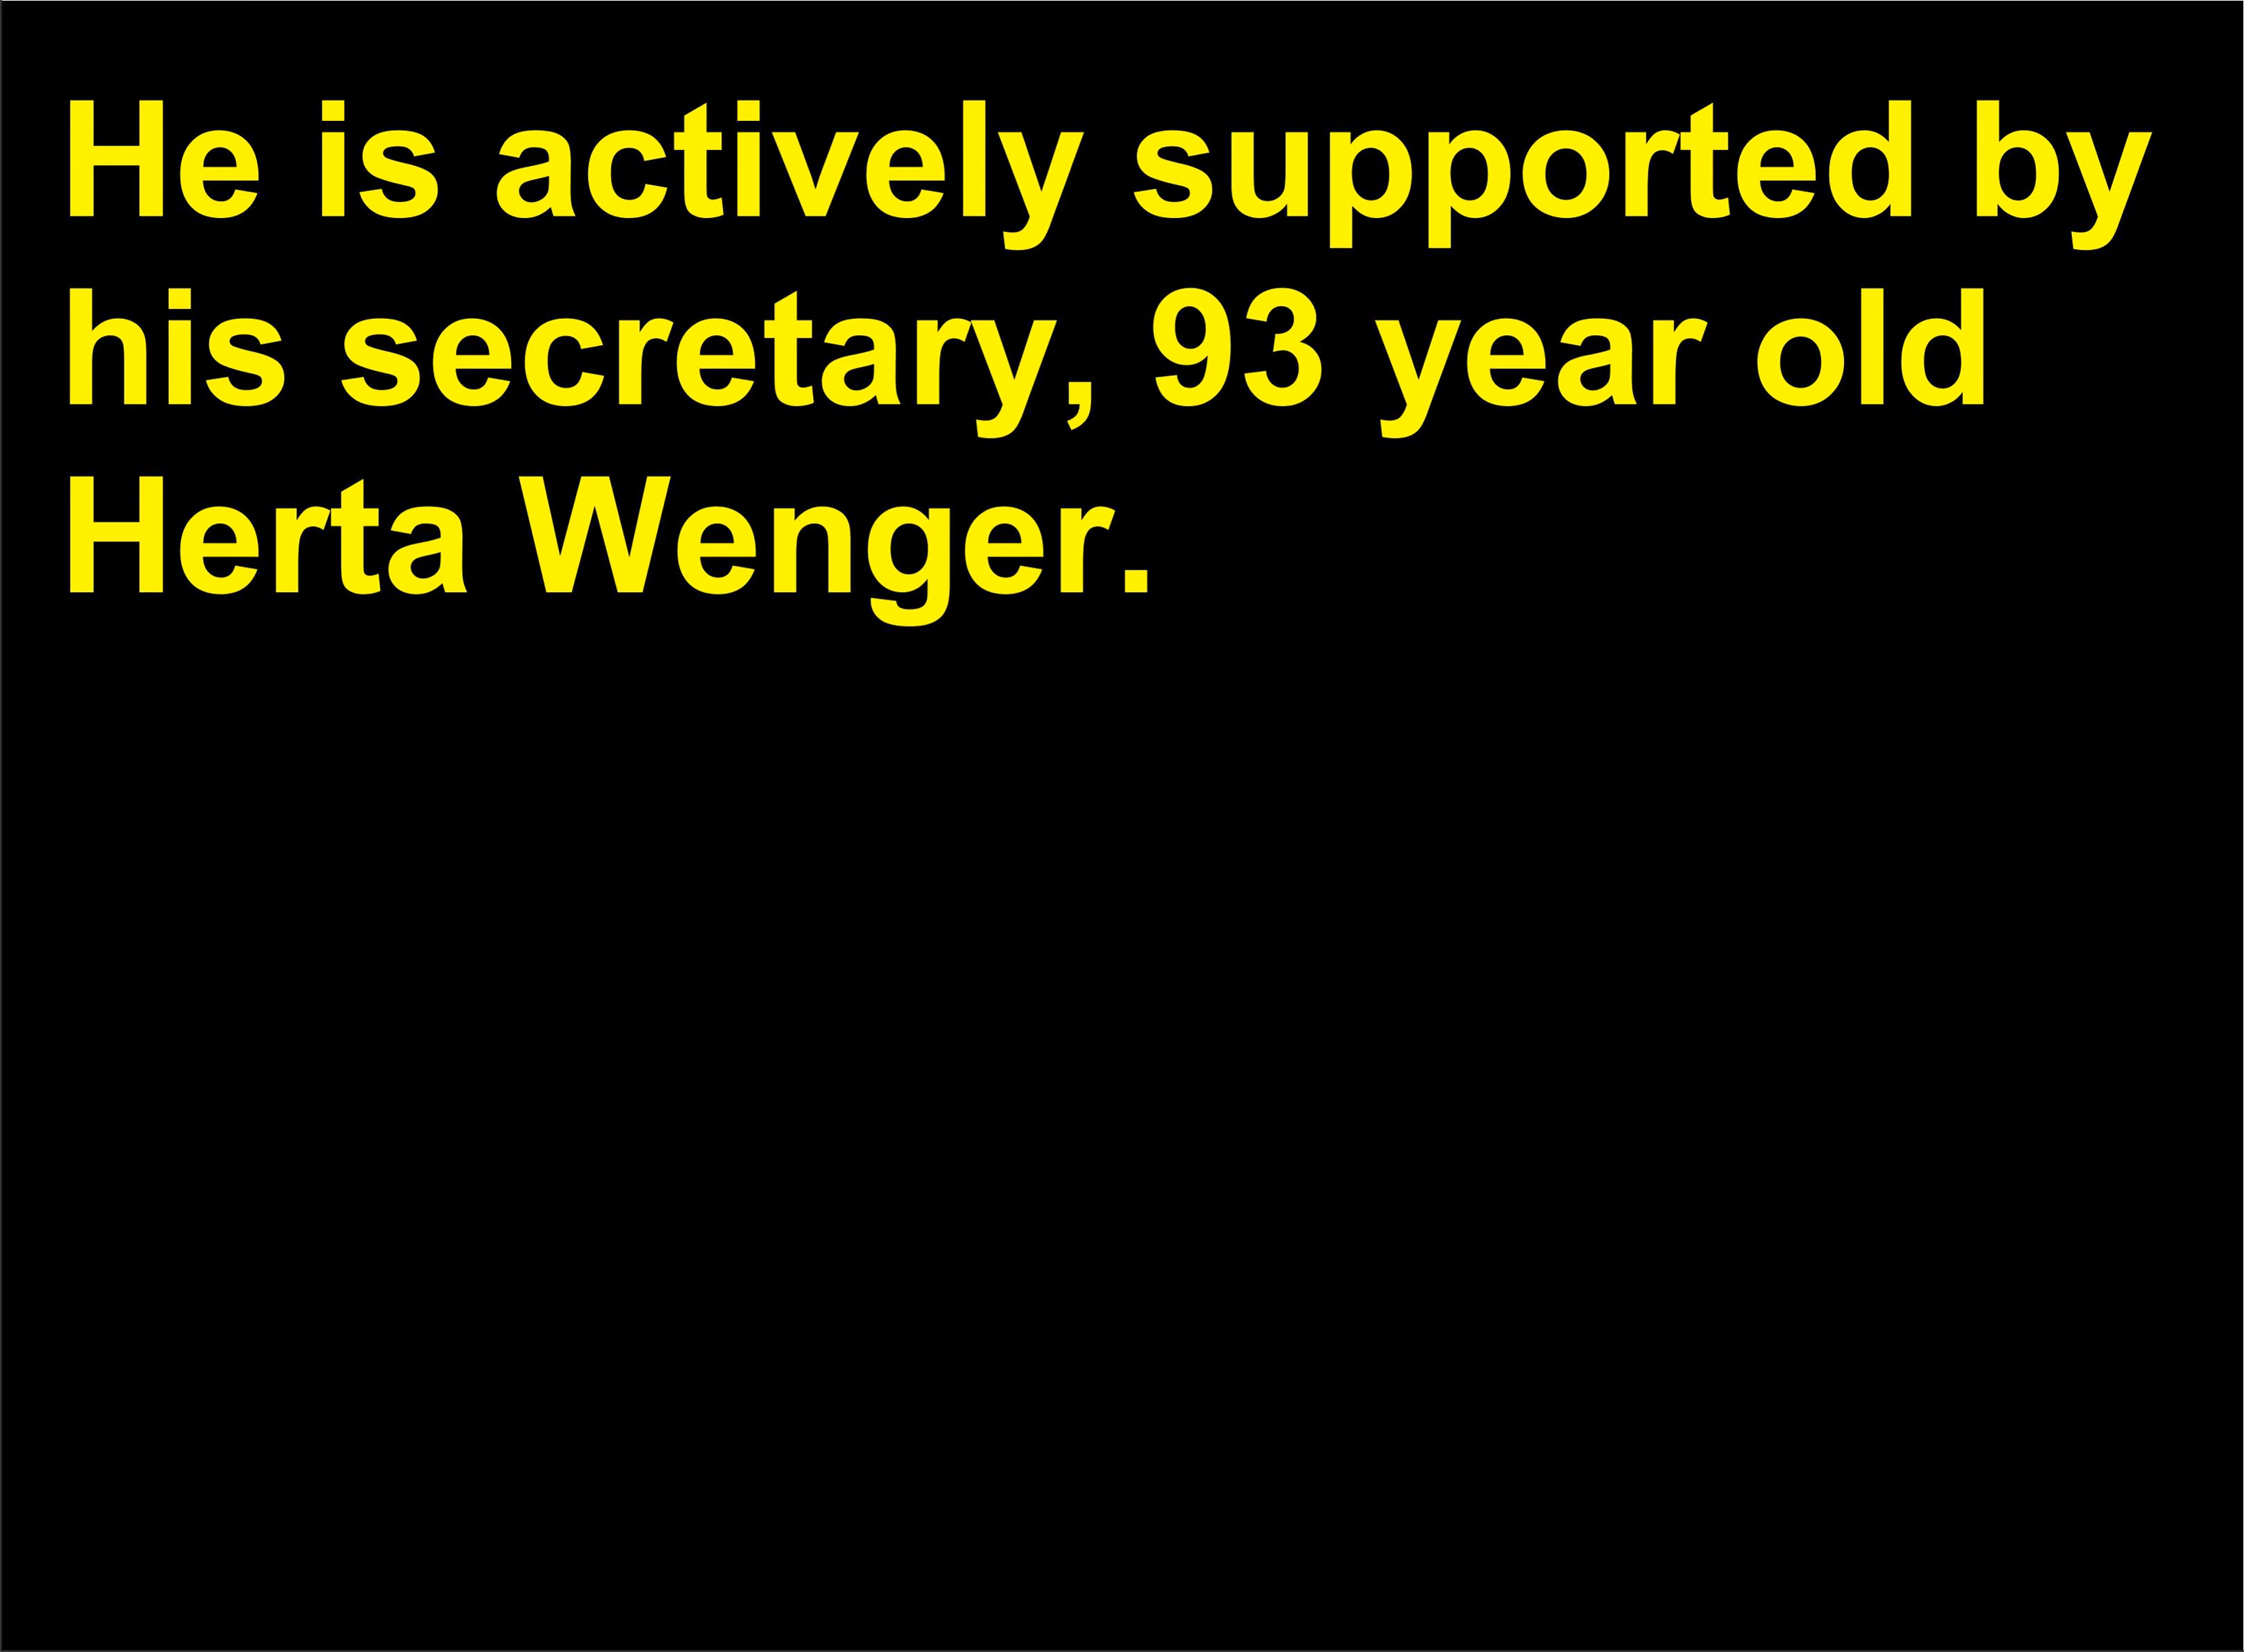 He is actively supported by
his secretary, 93 year old
Herta Wenger.